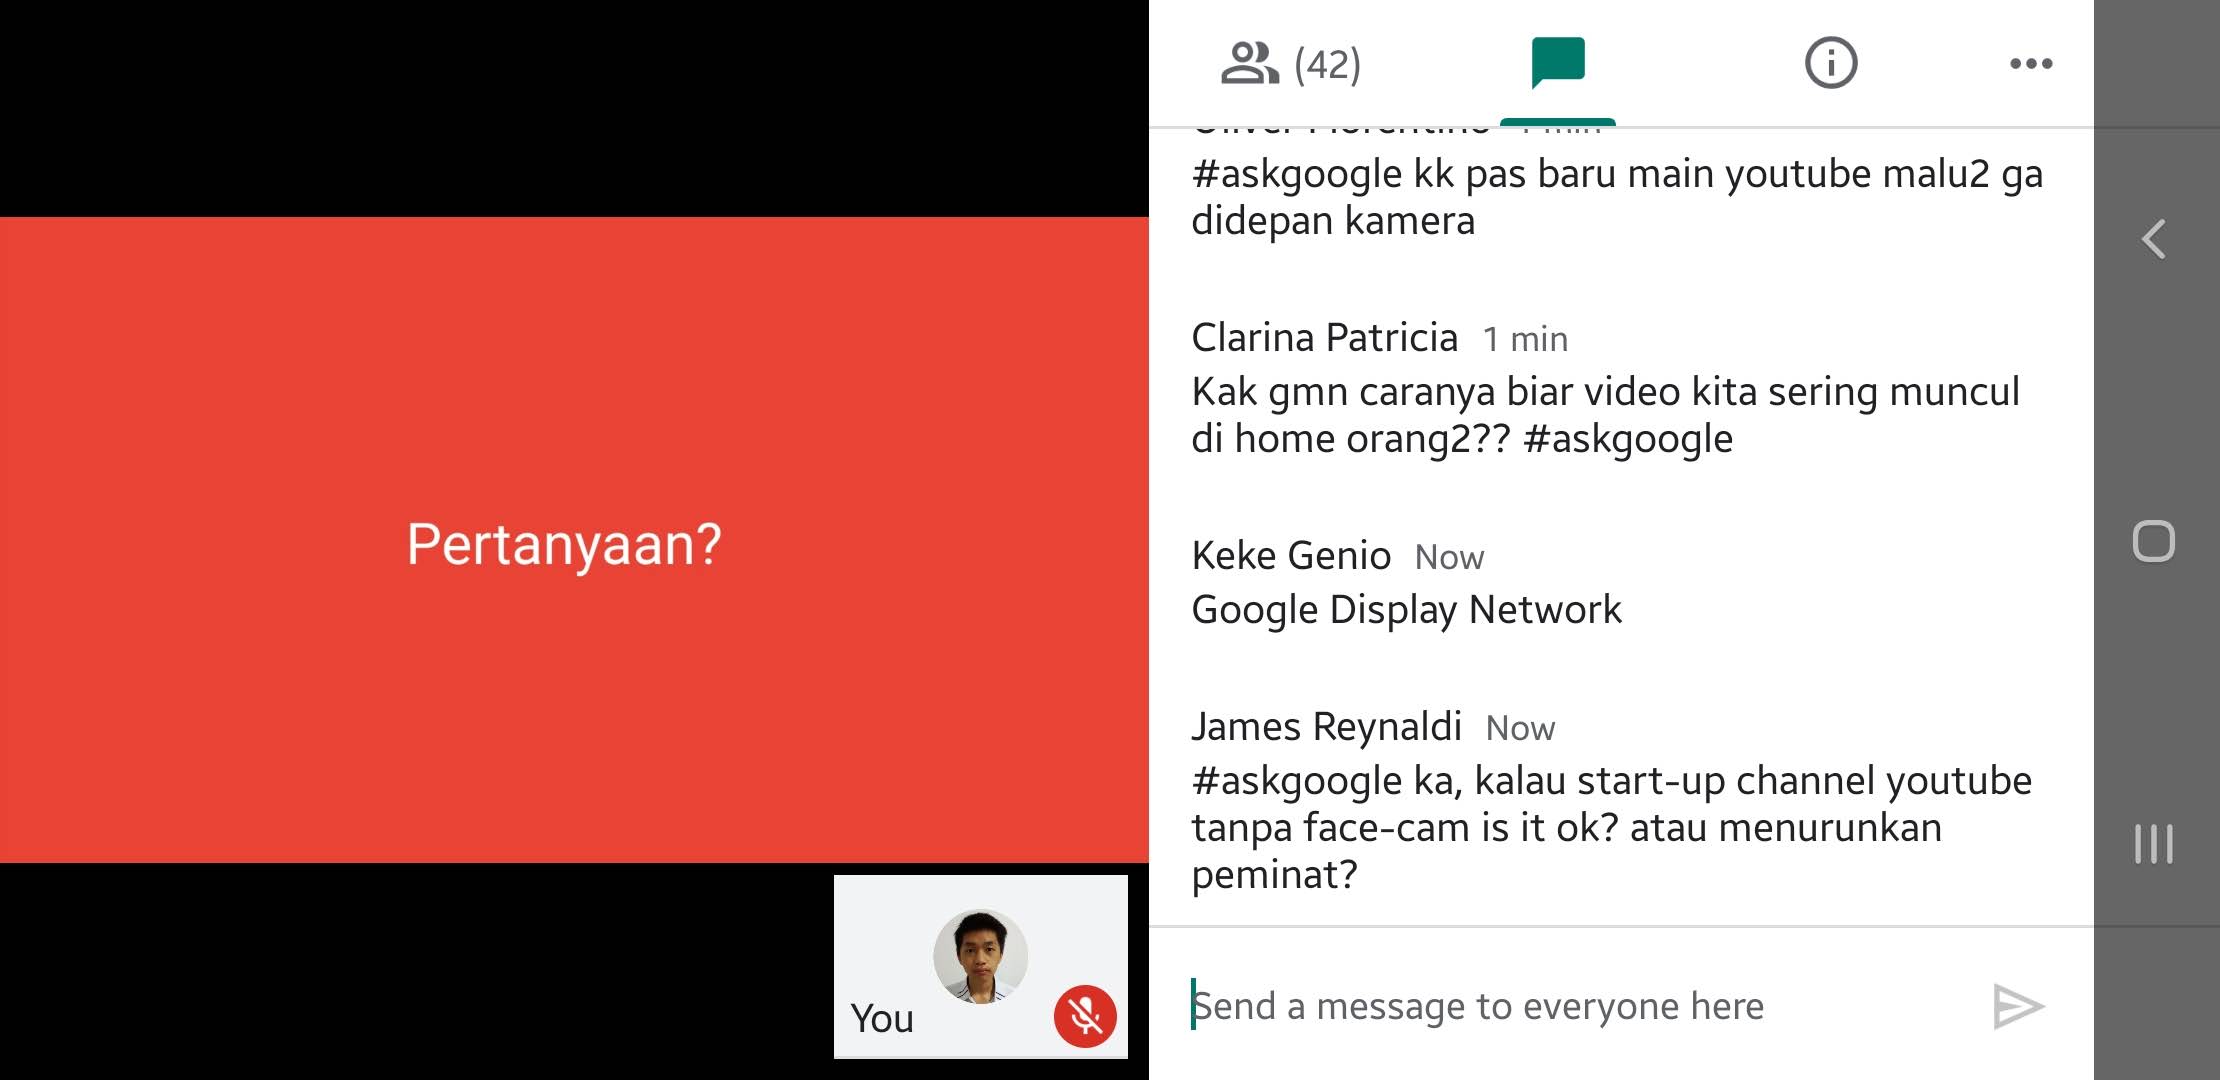 Pertanyaan?
You
(42)
#askgoogle kk pas baru main youtube malu2 ga
didepan kamera
Clarina Patricia 1 min
Kak gmn caranya biar video kita sering muncul
di home orang2?? #askgoogle
Keke Genio Now
Google Display Network
James Reynaldi Now
#askgoogle ka, kalau start-up channel youtube
tanpa face-cam is it ok? atau menurunkan
peminat?
Send a message to everyone here